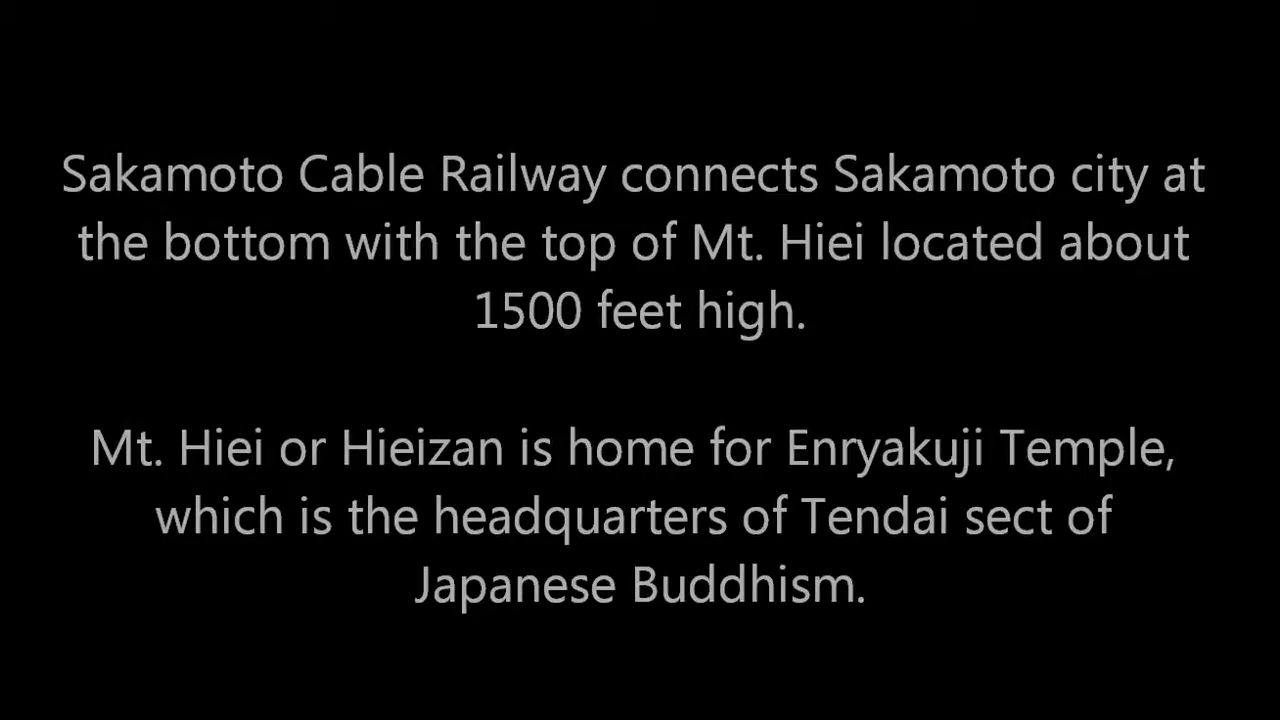 Sakamoto Cable Railway connects Sakamoto city at
the bottom with the top of Mt. Hiei located about
1500 feet high.
Mt. Hiei or Hieizan is home for Enryakuji Temple,
which is the headquarters of Tendai sect of
Japanese Buddhism.